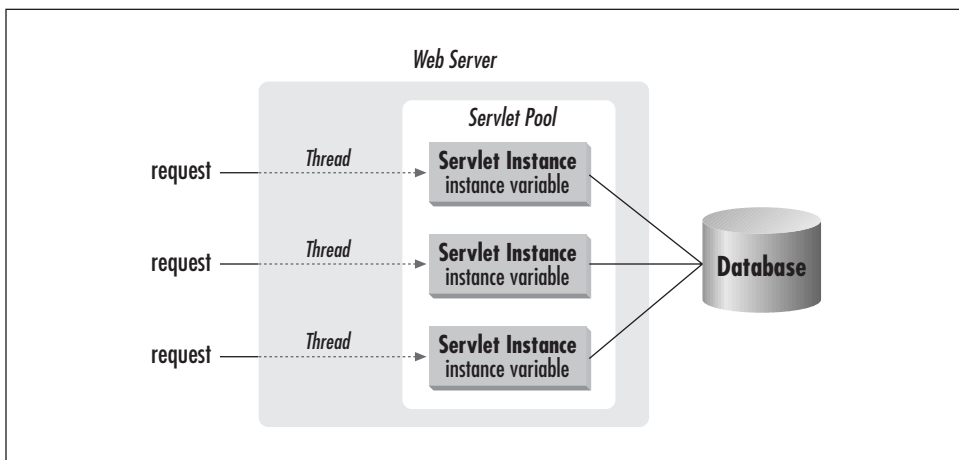 Web Server
Servlet Pool
request
Thread
Servlet Instance
instance variable
request
Thread
Servlet Instance
instance variable
Database
request
Thread
Servlet Instance
instance variable